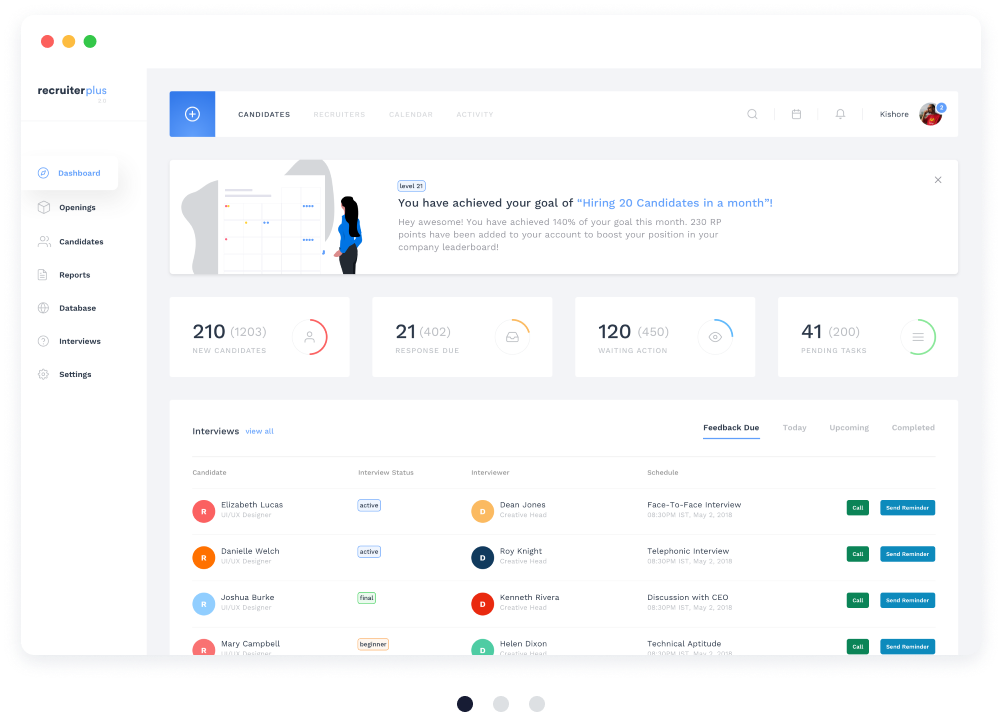 recruiterplus
2.0
CANDIDATES RECRUITERS CALENDAR ACTIVITY
Kishore 2
Dashboard
Openings
Candidates
Reports
Database
Interviews
Settings
level 21
You have achieved your goal of “Hiring 20 Candidates in a month”!
Hey awesome! You have achieved 140% of your goal this month. 230 RP
points have been added to your account to boost your position in your
company leaderboard!
210 (1203)
NEW CANDIDATES
21 (402)
RESPONSE DUE
120 (450)
WAITING ACTION
41 (200)
PENDING TASKS
Interviews view all
Feedback Due Today Upcoming Completed
Candidate Interview Status Interviewer Schedule
R Elizabeth Lucas active D Dean Jones Face-To-Face Interview Call Send Reminder
UI/UX Designer Creative Head 08:30PM IST, May 2, 2018
R Danielle Welch active D Roy Knight Telephonic Interview Call Send Reminder
UI/UX Designer Creative Head 08:30PM IST, May 2, 2018
R Joshua Burke final D Kenneth Rivera Discussion with CEO Call Send Reminder
UI/UX Designer Creative Head 08:30PM IST, May 2, 2018
R Mary Campbell beginner D Helen Dixon Technical Aptitude Call Send Reminder
UI/UX Designer Creative Head 08:30PM IST, May 2, 2018